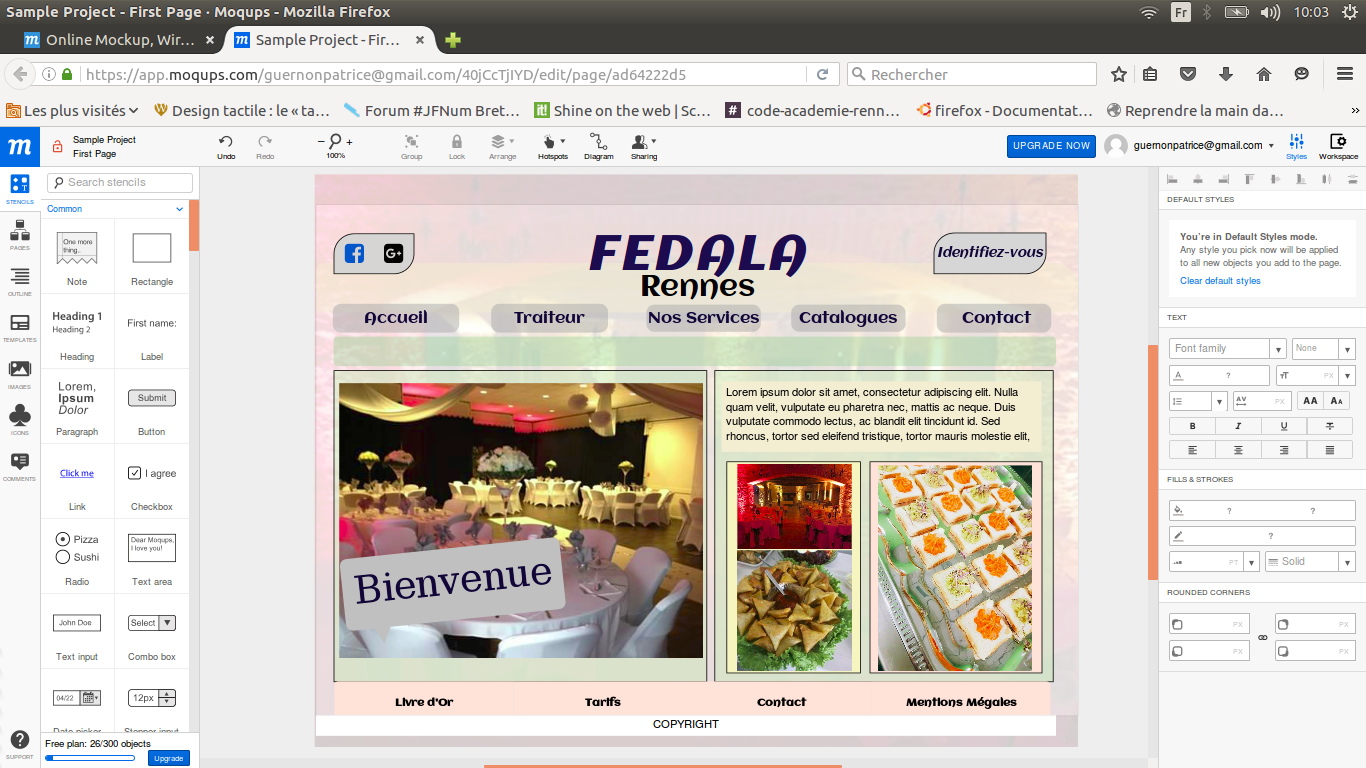 Sample Project - First Page · Moqups - Mozilla Firefox
Fr
10:03
Online Mockup, Wir…
Sample Project - Fir…
https://app.moqups.com/guernonpatrice@gmail.com/40jCcTjIYD/edit/page/ad64222d5
Rechercher
Les plus visités
Design tactile : le « ta…
Forum #JFNum Bret…
Shine on the web | Sc…
code-academie-renn…
firefox - Documentat…
Reprendre la main da…
»
m
Sample Project
First Page
Undo
Redo
100%
Group
Lock
Arrange
Hotspots
Diagram
Sharing
UPGRADE NOW
guernonpatrice@gmail.com
Styles
Workspace
STENCILS
PAGES
OUTLINE
TEMPLATES
IMAGES
ICONS
COMMENTS
SUPPORT
Search stencils
Common
One more
thing..
Note
Rectangle
Heading 1
Heading 2
First name:
Heading
Label
Lorem,
Ipsum
Dolor
Submit
Paragraph
Button
Click me
I agree
Link
Checkbox
Pizza
Sushi
Dear Moqups,
I love you!
Radio
Text area
John Doe
Select
Text input
Combo box
04/22
12px
Date picker
Stepper input
Free plan: 26/300 objects
Upgrade
FEDALA
Rennes
Identifiez-vous
Accueil
Traiteur
Nos Services
Catalogues
Contact
Bienvenue
Lorem ipsum dolor sit amet, consectetur adipiscing elit. Nulla
quam velit, vulputate eu pharetra nec, mattis ac neque. Duis
vulputate commodo lectus, ac blandit elit tincidunt id. Sed
rhoncus, tortor sed eleifend tristique, tortor mauris molestie elit,
Livre d'Or
Tarifs
Contact
Mentions Mégales
COPYRIGHT
DEFAULT STYLES
You're in Default Styles mode.
Any style you pick now will be applied
to all new objects you add to the page.
Clear default styles
TEXT
Font family
None
?
PX
PX
AA
AA
B
I
U
T
FILLS & STROKES
?
?
?
PT
Solid
ROUNDED CORNERS
PX
PX
PX
PX